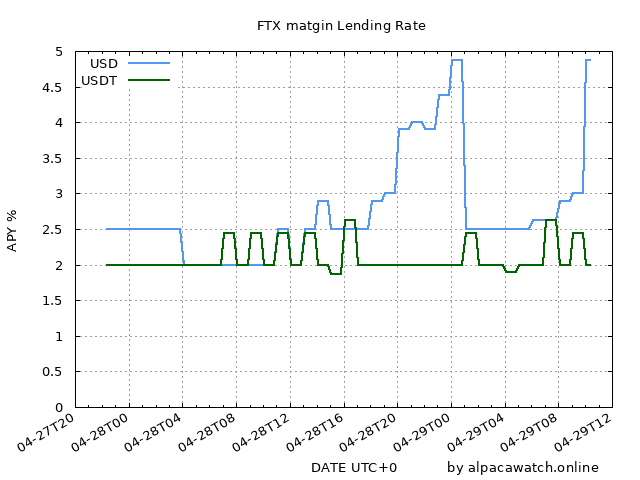 FTX matgin Lending Rate
USD
USDT
5
4.5
4
3.5
3
2.5
2
1.5
1
0.5
0
APY %
04-27T20
04-28T00
04-28T04
04-28T08
04-28T12
04-28T16
04-28T20
04-29T00
04-29T04
04-29T08
04-29T12
DATE UTC+0
by alpacawatch.online